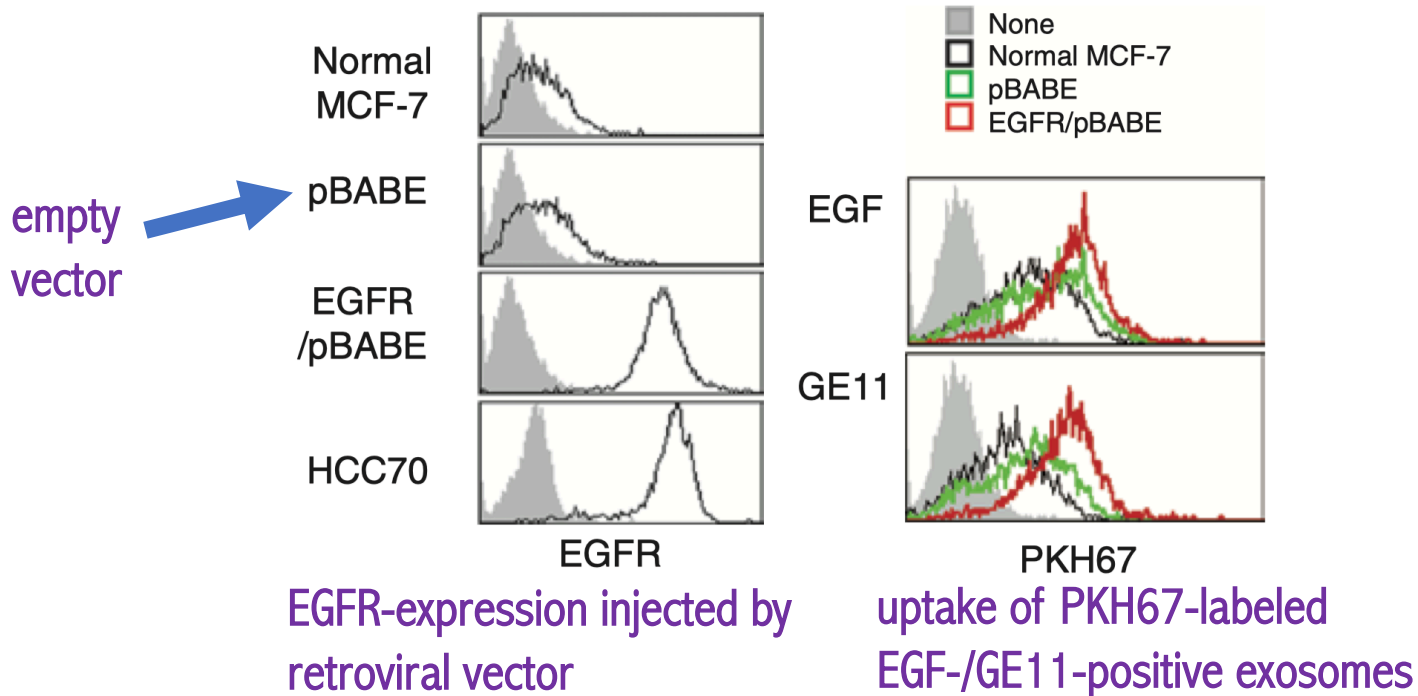 Normal
MCF-7
empty
vector
pBABE
EGFR
/pBABE
HCC70
EGFR
EGFR-expression injected by
retroviral vector
None
Normal MCF-7
pBABE
EGFR/pBABE
EGF
GE11
PKH67
uptake of PKH67-labeled
EGF-/GE11-positive exosomes